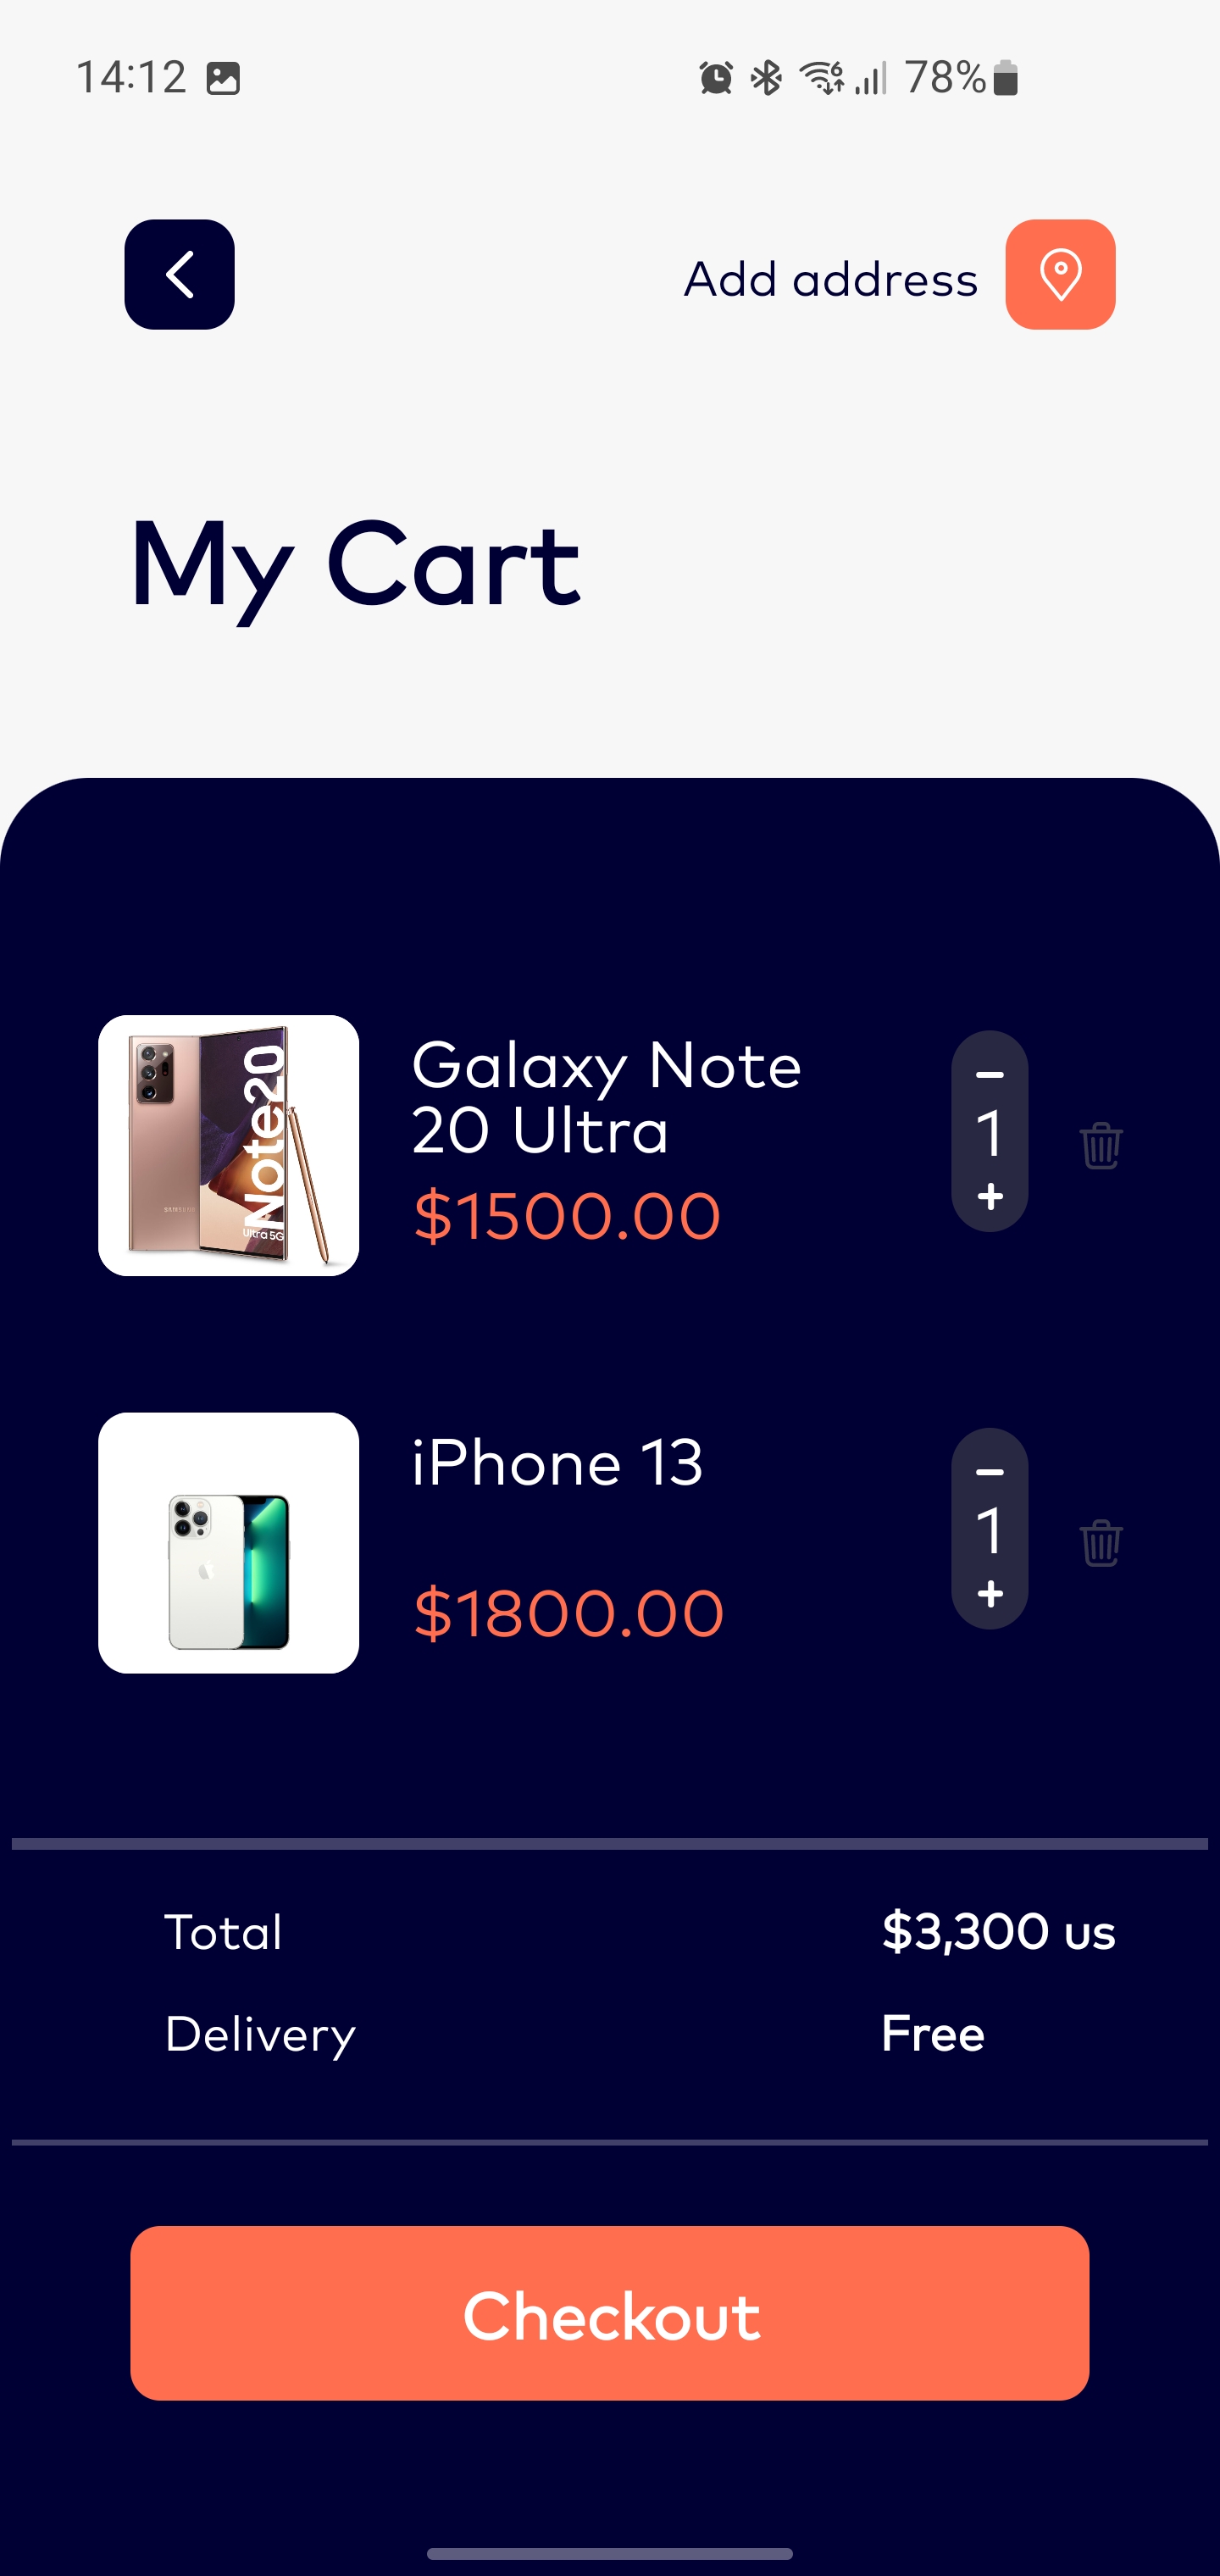 14:12
78%
Add address
My Cart
Note20
Ultra 5G
SAMSUNG
Galaxy Note
20 Ultra
$1500.00
1
iPhone 13
$1800.00
1
Total $3,300 us
Delivery Free
Checkout